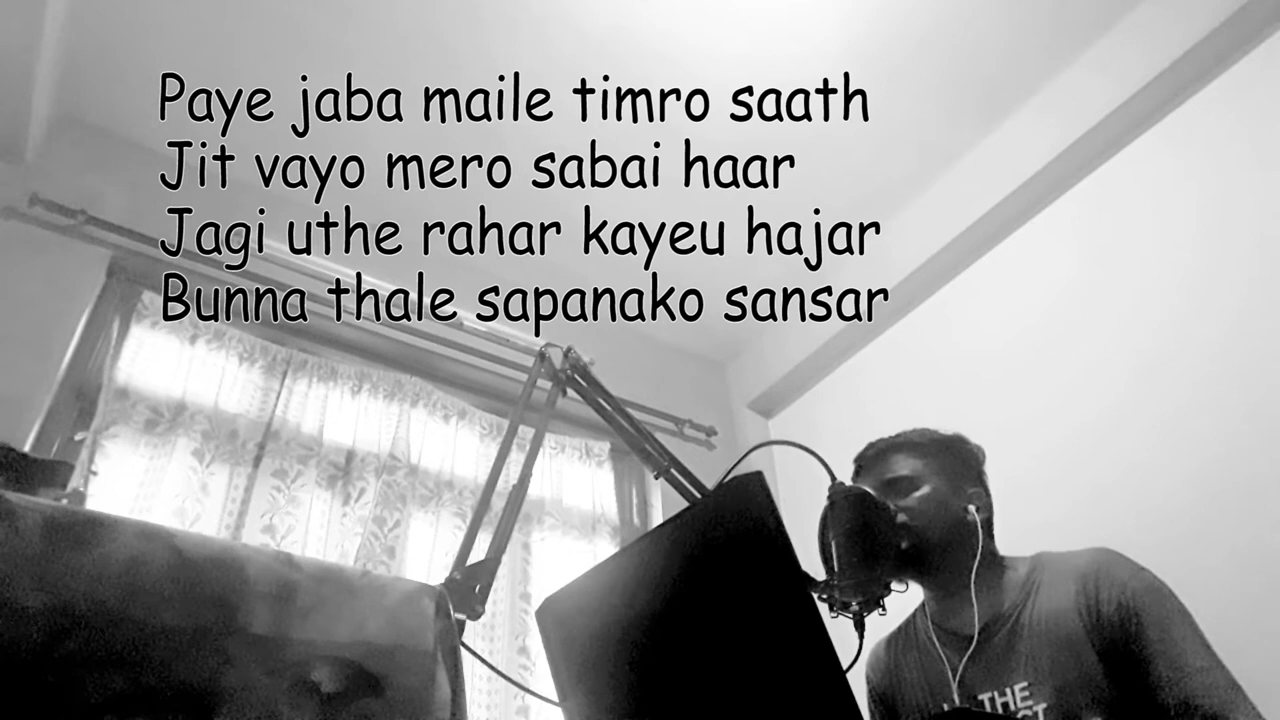 Paye jaba maile timro saath
Jit vayo mero sabai haar
Jagi uthe rahar kayeu hajar
Bunna thale sapanako sansar
THE